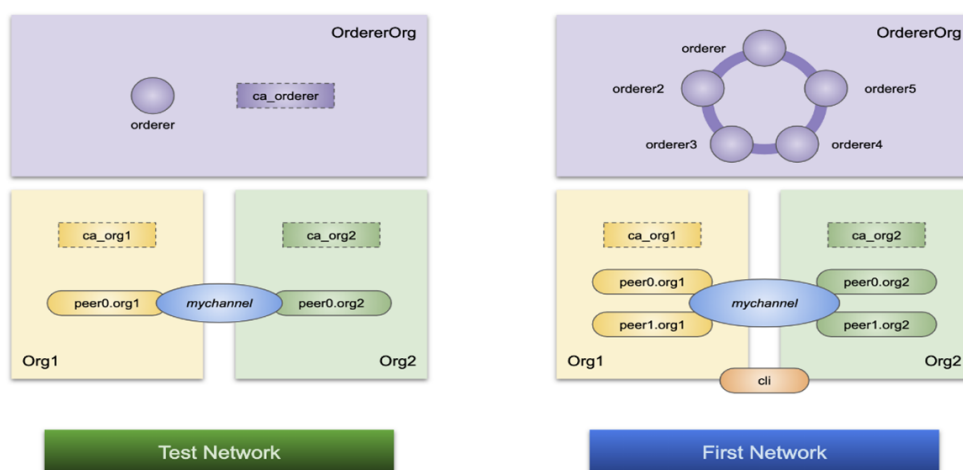 OrdererOrg
ca_orderer
orderer
ca_org1
ca_org2
peer0.org1
mychannel
peer0.org2
Org1
Org2
Test Network
OrdererOrg
orderer
orderer2
orderer5
orderer3
orderer4
ca_org1
ca_org2
peer0.org1
peer0.org2
mychannel
peer1.org1
peer1.org2
Org1
Org2
cli
First Network